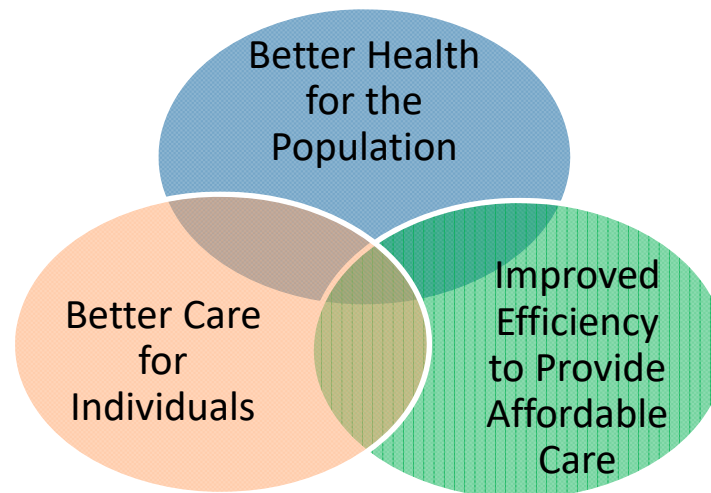 Better Health
for the
Population
Better Care
for
Individuals
Improved
Efficiency
to Provide
Affordable
Care